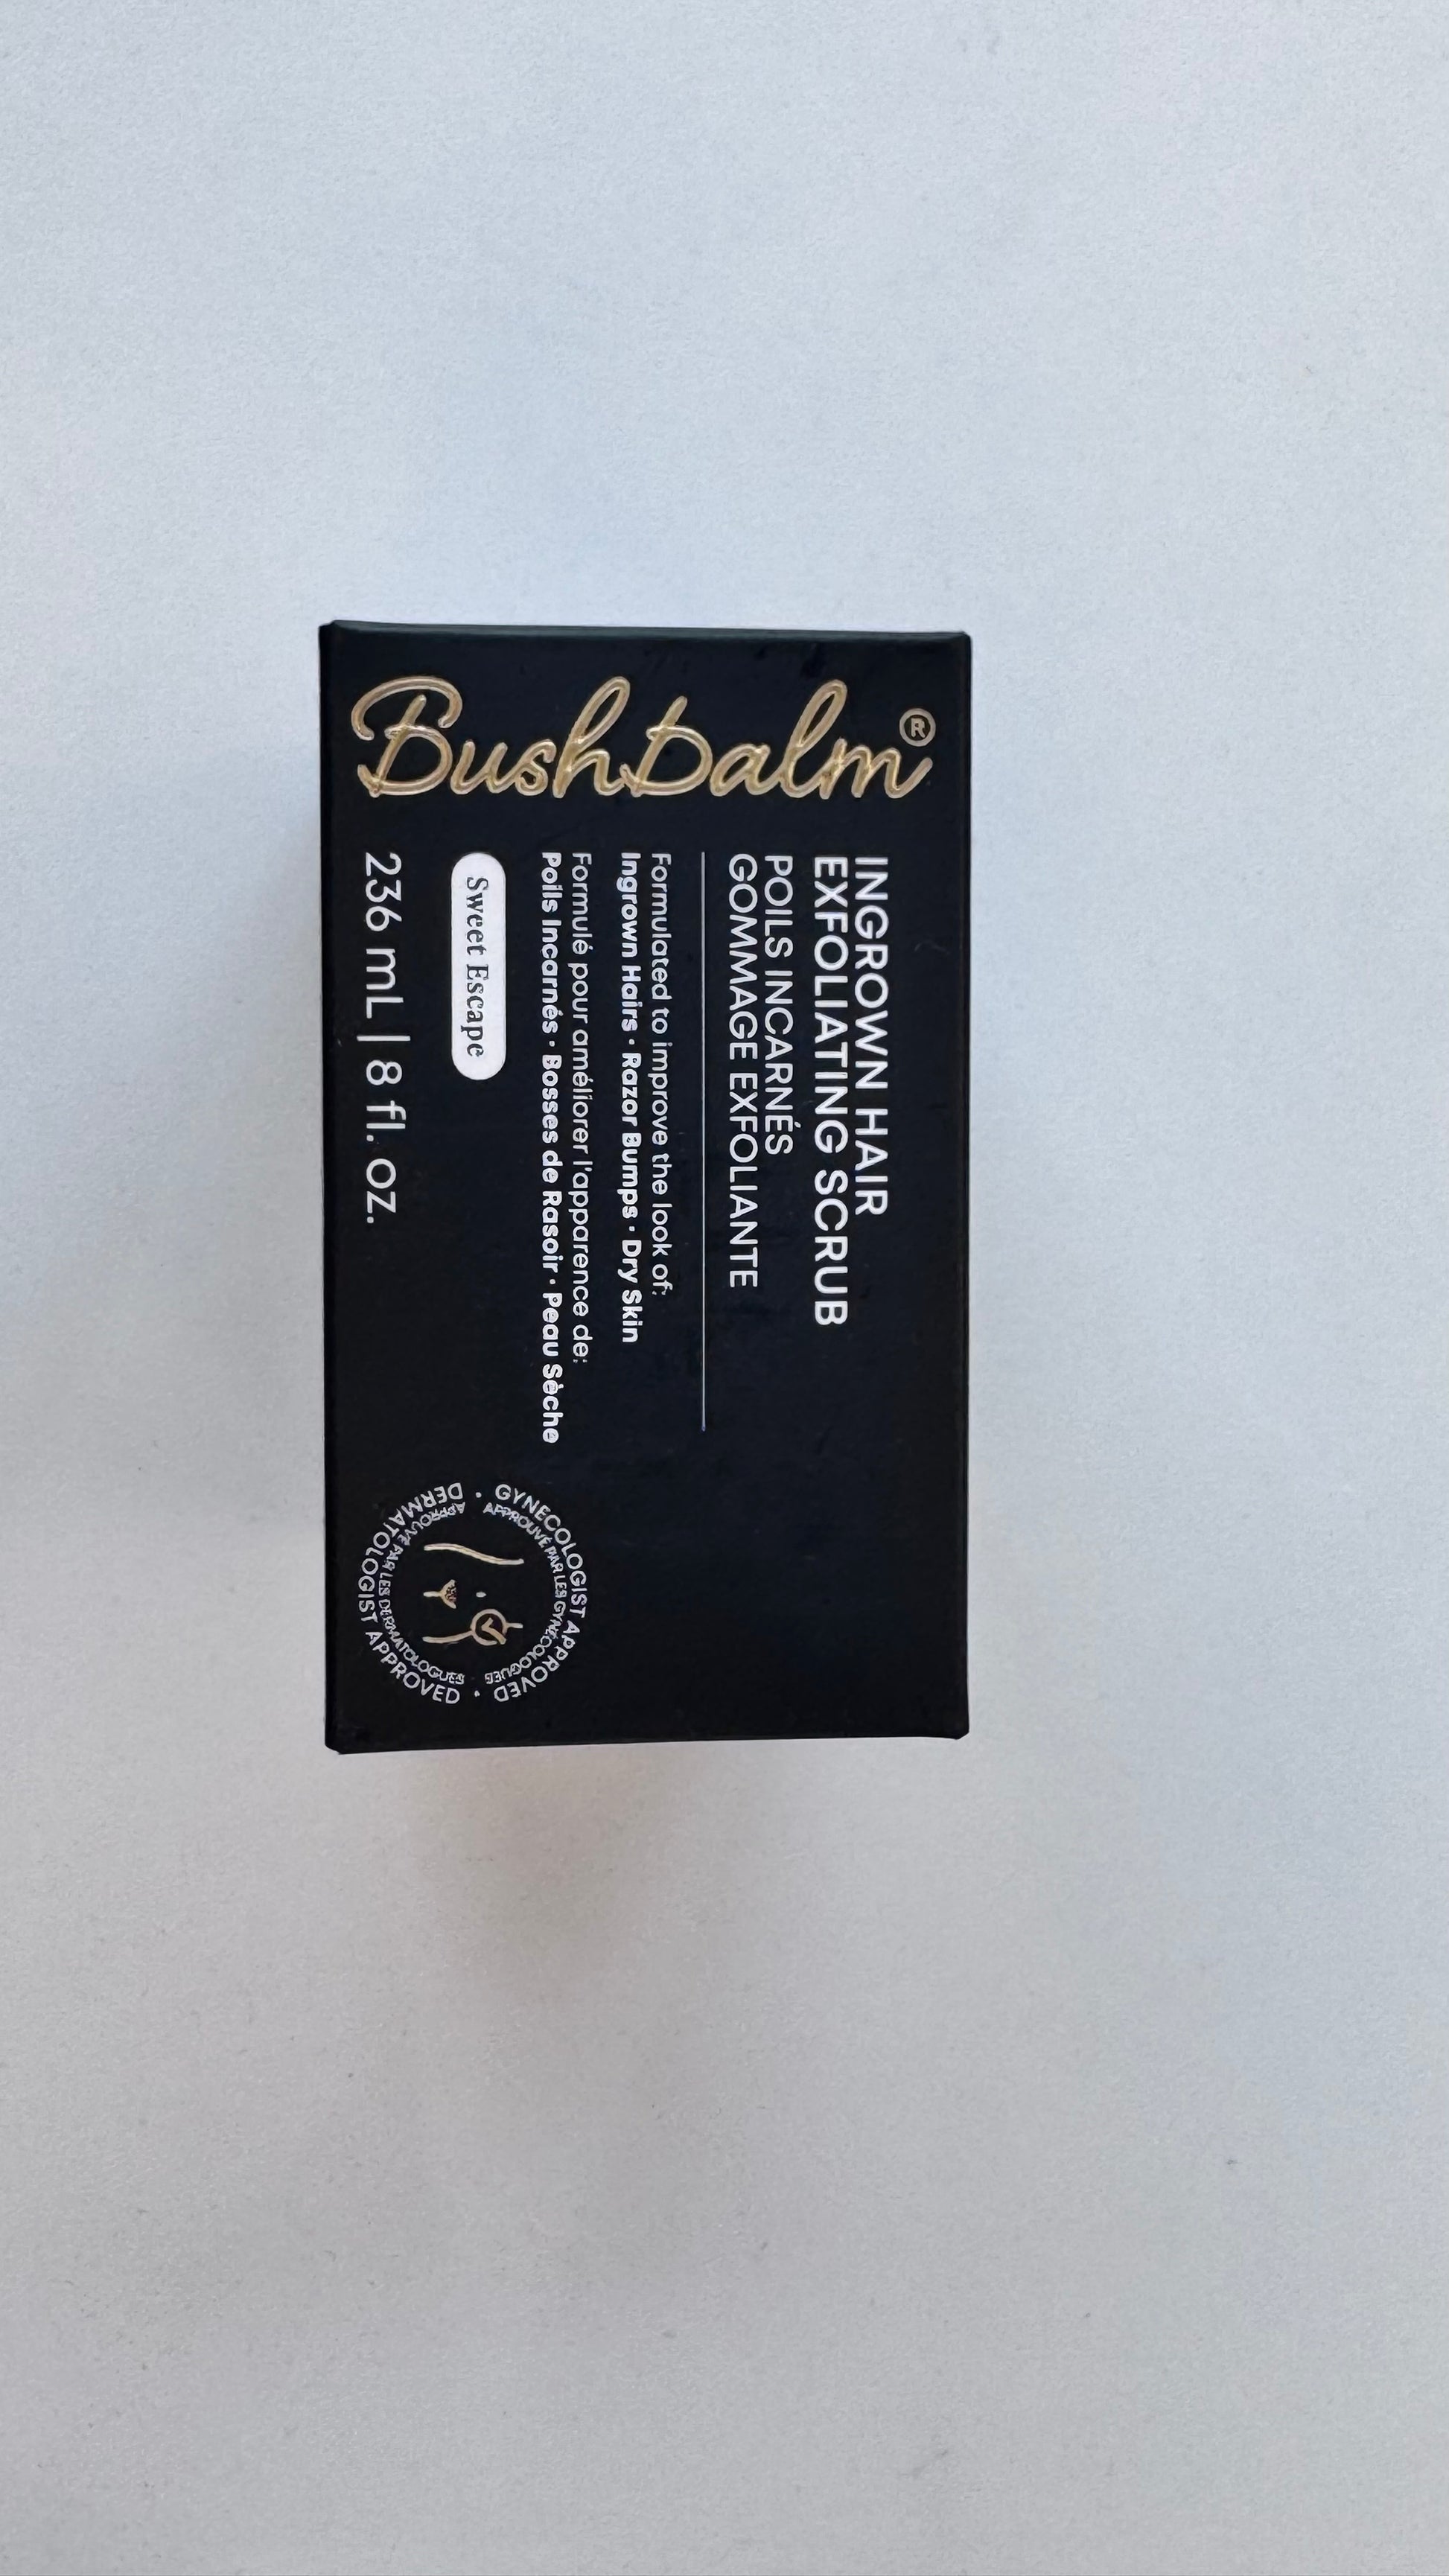 Bushbalm®
INGROWN HAIR
EXFOLIATING SCRUB
POILS INCARNÉS
GOMMAGE EXFOLIANTE
Formulated to improve the look of:
Ingrown Hairs · Razor Bumps · Dry Skin
Formulé pour améliorer l'apparence de:
Poils Incarnés · Bosses de Rasoir · Peau Sèche
Sweet Escape
236 mL | 8 fl. oz.
GYNECOLOGIST APPROVED ·
DERMATOLOGIST APPROVED ·
APPROUVÉ PAR LES GYNÉCOLOGUES ·
APPROUVÉ PAR LES DERMATOLOGUES ·